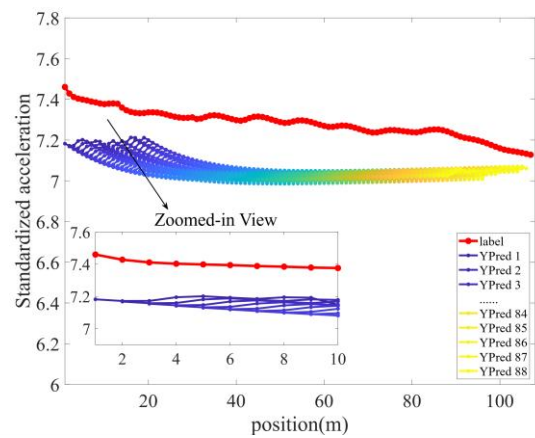 7.8
7.6
7.4
7.2
7
6.8
6.6
6.4
6.2
6
Standardized acceleration
Zoomed-in View
7.6
7.4
7.2
7
2 4 6 8 10
label
YPred 1
YPred 2
YPred 3
......
YPred 84
YPred 85
YPred 86
YPred 87
YPred 88
20 40 60 80 100
position(m)